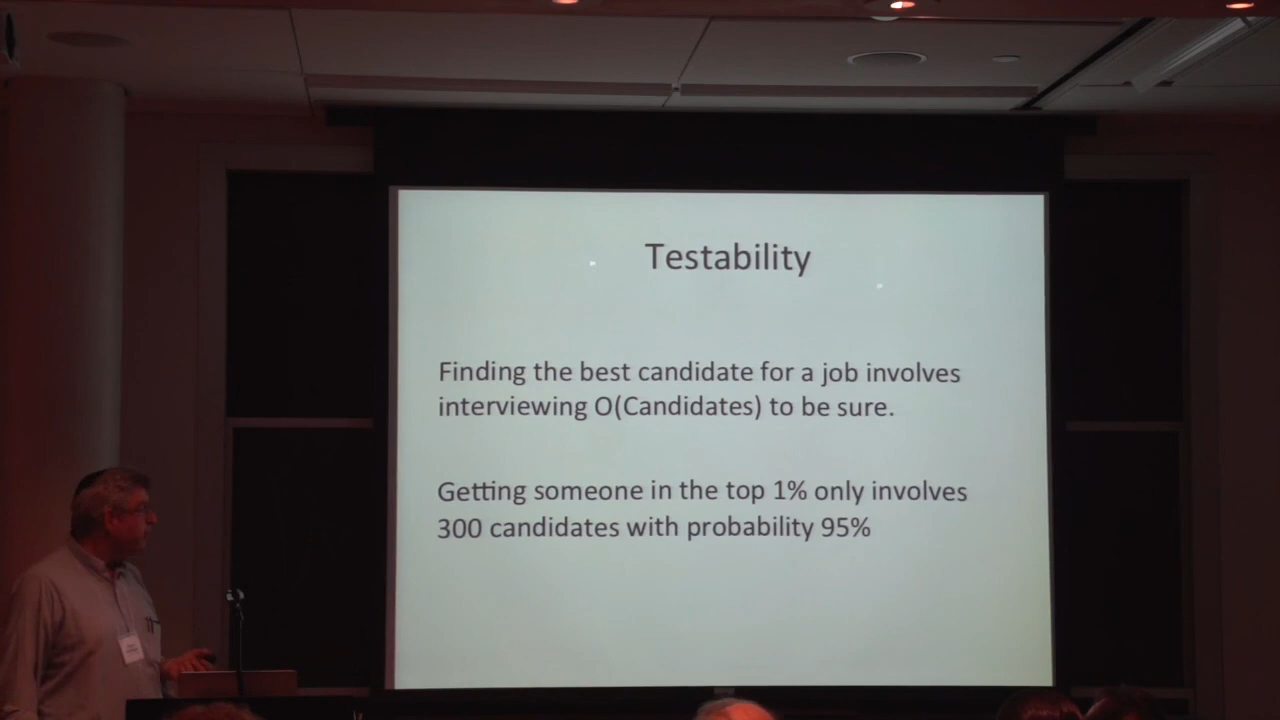 Testability
Finding the best candidate for a job involves
interviewing O(Candidates) to be sure.
Getting someone in the top 1% only involves
300 candidates with probability 95%